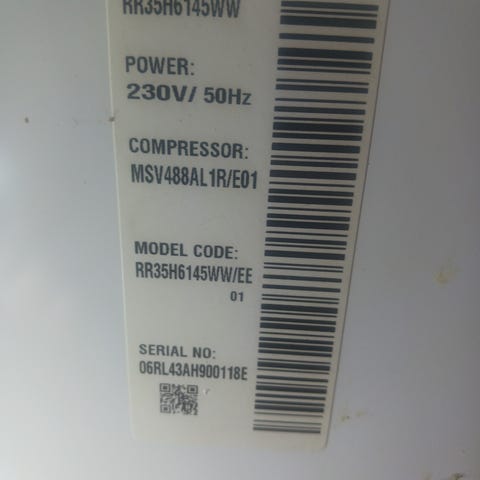 RR35H6145WW
POWER:
230V/ 50Hz
COMPRESSOR:
MSV488AL1R/E01
MODEL CODE:
RR35H6145WW/EE
01
SERIAL NO:
06RL43AH900118E